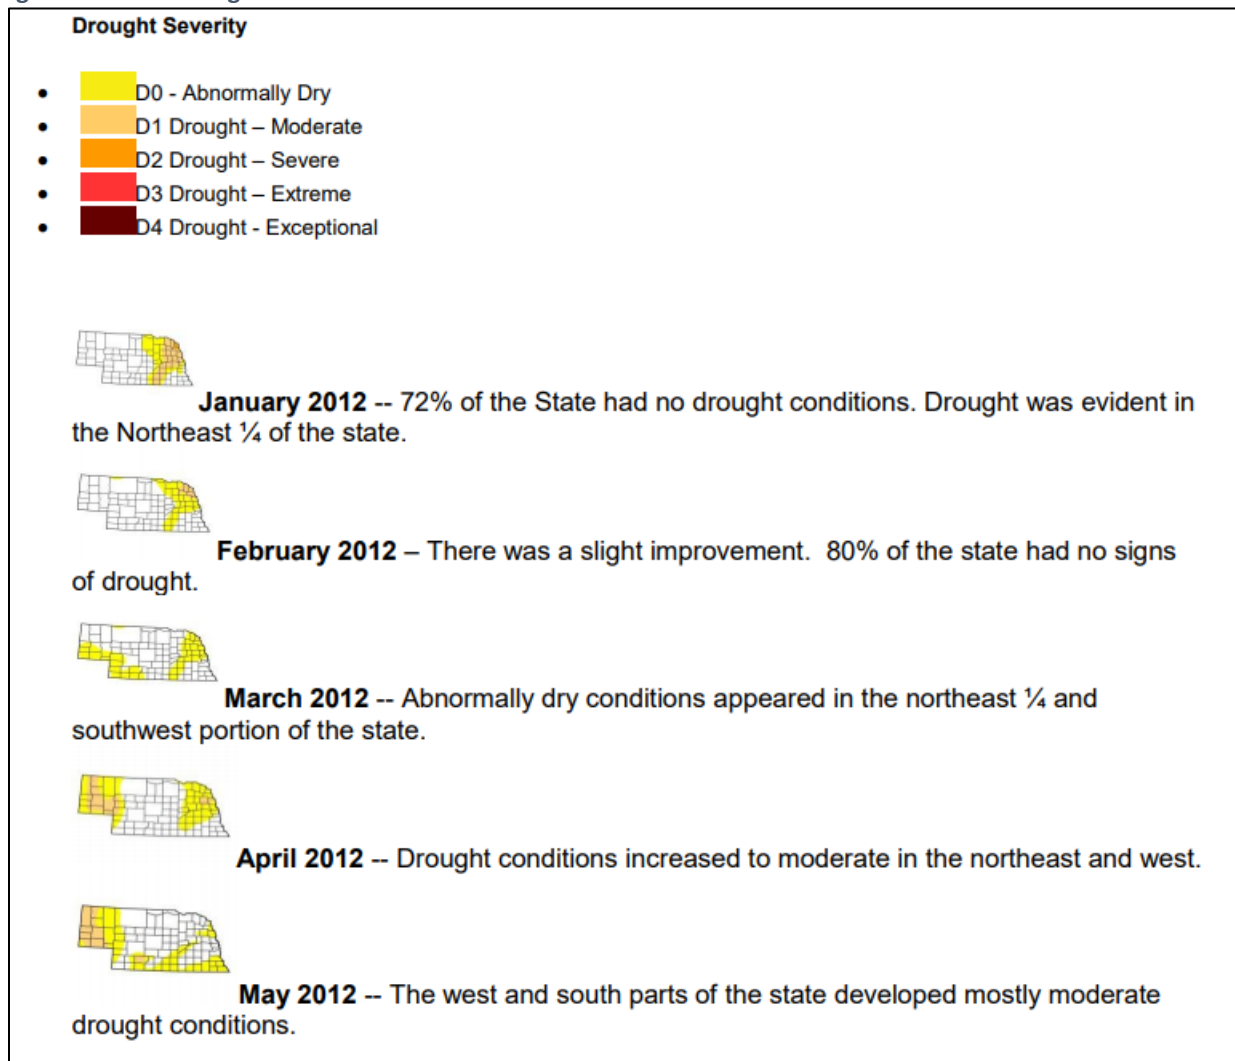 Drought Severity
D0 - Abnormally Dry
D1 Drought – Moderate
D2 Drought – Severe
D3 Drought – Extreme
D4 Drought - Exceptional
January 2012 -- 72% of the State had no drought conditions. Drought was evident in
the Northeast ¼ of the state.
February 2012 – There was a slight improvement.  80% of the state had no signs
of drought.
March 2012 -- Abnormally dry conditions appeared in the northeast ¼ and
southwest portion of the state.
April 2012 -- Drought conditions increased to moderate in the northeast and west.
May 2012 -- The west and south parts of the state developed mostly moderate
drought conditions.